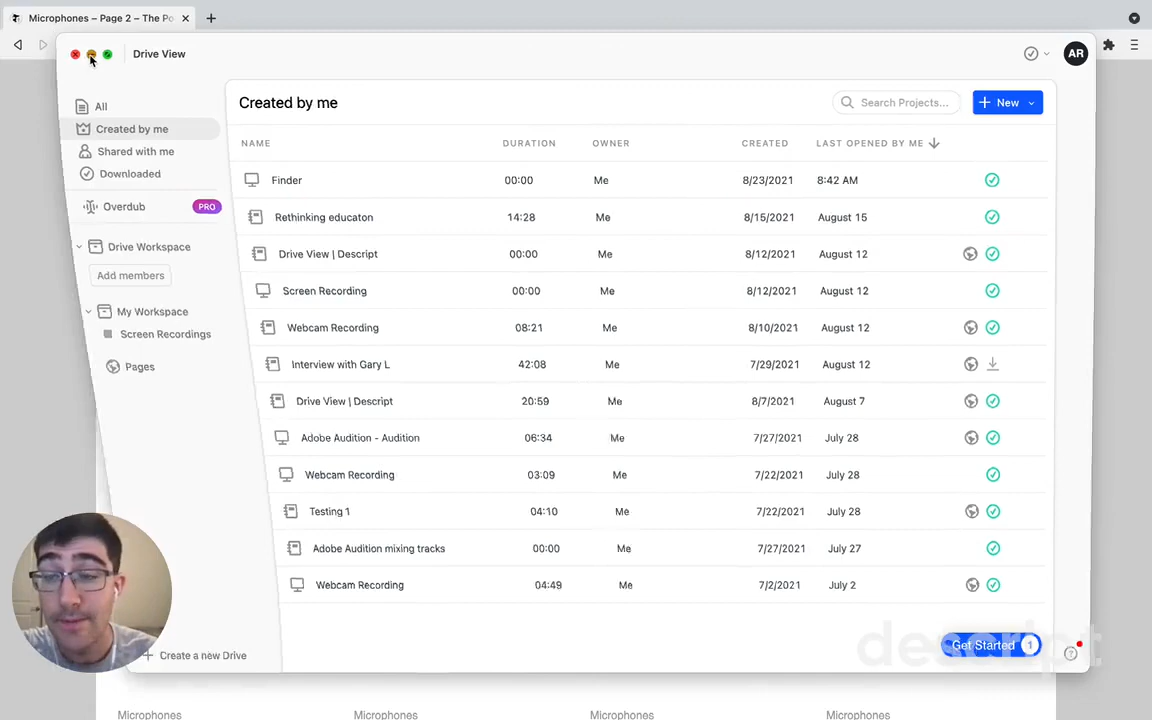 Microphones – Page 2 – The Po
Drive View
AR
All
Created by me
Shared with me
Downloaded
Overdub PRO
Drive Workspace
Add members
My Workspace
Screen Recordings
Pages
Create a new Drive
Created by me
Search Projects...
New
NAME DURATION OWNER CREATED LAST OPENED BY ME
Finder 00:00 Me 8/23/2021 8:42 AM
Rethinking educaton 14:28 Me 8/15/2021 August 15
Drive View | Descript 00:00 Me 8/12/2021 August 12
Screen Recording 00:00 Me 8/12/2021 August 12
Webcam Recording 08:21 Me 8/10/2021 August 12
Interview with Gary L 42:08 Me 7/29/2021 August 12
Drive View | Descript 20:59 Me 8/7/2021 August 7
Adobe Audition - Audition 06:34 Me 7/27/2021 July 28
Webcam Recording 03:09 Me 7/22/2021 July 28
Testing 1 04:10 Me 7/22/2021 July 28
Adobe Audition mixing tracks 00:00 Me 7/27/2021 July 27
Webcam Recording 04:49 Me 7/2/2021 July 2
Get Started 1
descript
Microphones Microphones Microphones Microphones